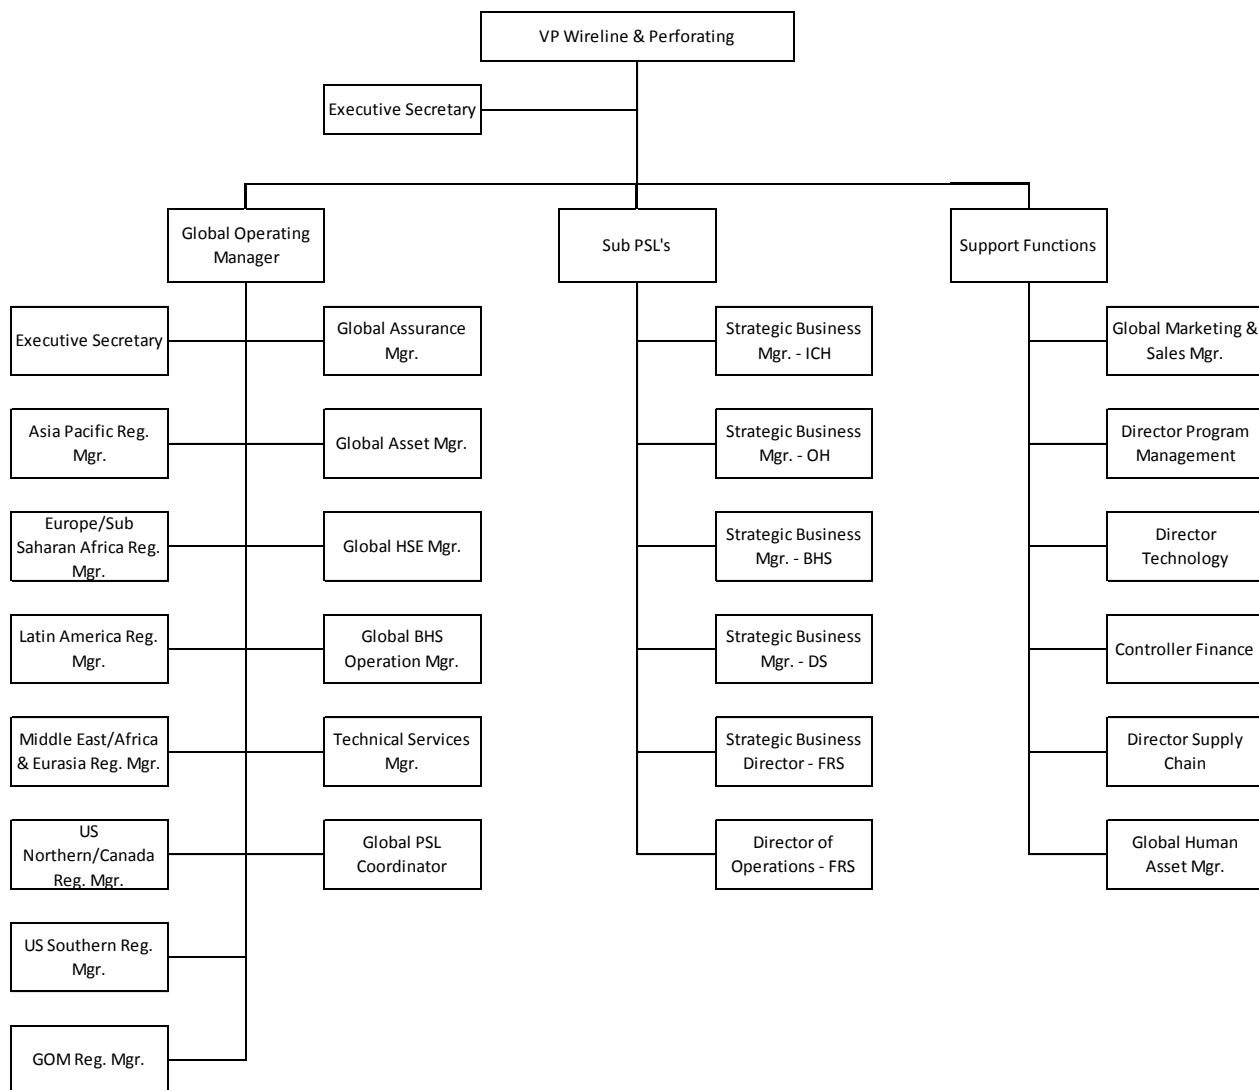 VP Wireline & Perforating
Executive Secretary
Global Operating
Manager
Sub PSL's
Support Functions
Executive Secretary
Global Assurance
Mgr.
Strategic Business
Mgr. - ICH
Global Marketing &
Sales Mgr.
Asia Pacific Reg.
Mgr.
Global Asset Mgr.
Strategic Business
Mgr. - OH
Director Program
Management
Europe/Sub
Saharan Africa Reg.
Mgr.
Global HSE Mgr.
Strategic Business
Mgr. - BHS
Director
Technology
Latin America Reg.
Mgr.
Global BHS
Operation Mgr.
Strategic Business
Mgr. - DS
Controller Finance
Middle East/Africa
& Eurasia Reg. Mgr.
Technical Services
Mgr.
Strategic Business
Director - FRS
Director Supply
Chain
US
Northern/Canada
Reg. Mgr.
Global PSL
Coordinator
Director of
Operations - FRS
Global Human
Asset Mgr.
US Southern Reg.
Mgr.
GOM Reg. Mgr.